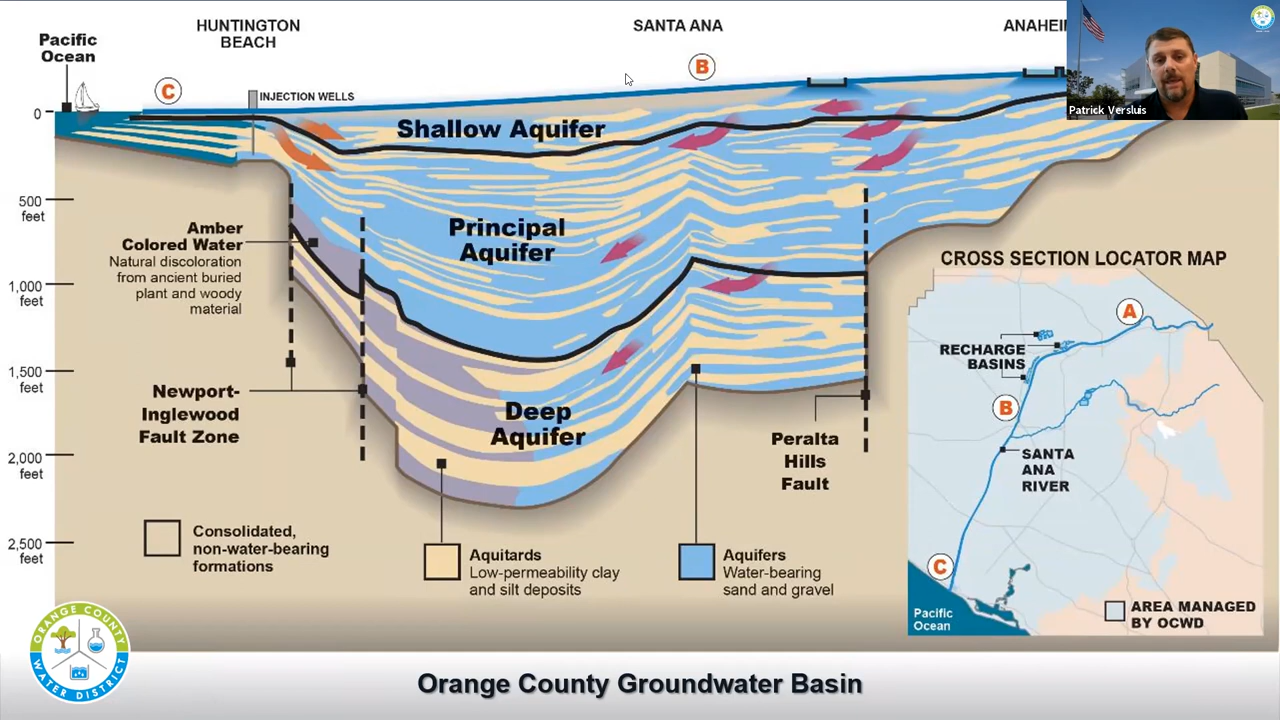 HUNTINGTON
BEACH
SANTA ANA
ANAHEI
Pacific
Ocean
C
B
INJECTION WELLS
Patrick Versluis
0
Shallow Aquifer
500
feet
Principal
Aquifer
Amber
Colored Water
Natural discoloration
from ancient buried
plant and woody
material
1,000
feet
1,500
feet
Newport-
Inglewood
Fault Zone
Deep
Aquifer
Peralta
Hills
Fault
2,000
feet
2,500
feet
Consolidated,
non-water-bearing
formations
Aquitards
Low-permeability clay
and silt deposits
Aquifers
Water-bearing
sand and gravel
CROSS SECTION LOCATOR MAP
A
RECHARGE
BASINS
B
SANTA
ANA
RIVER
C
Pacific
Ocean
AREA MANAGED
BY OCWD
ORANGE COUNTY
WATER DISTRICT
Orange County Groundwater Basin